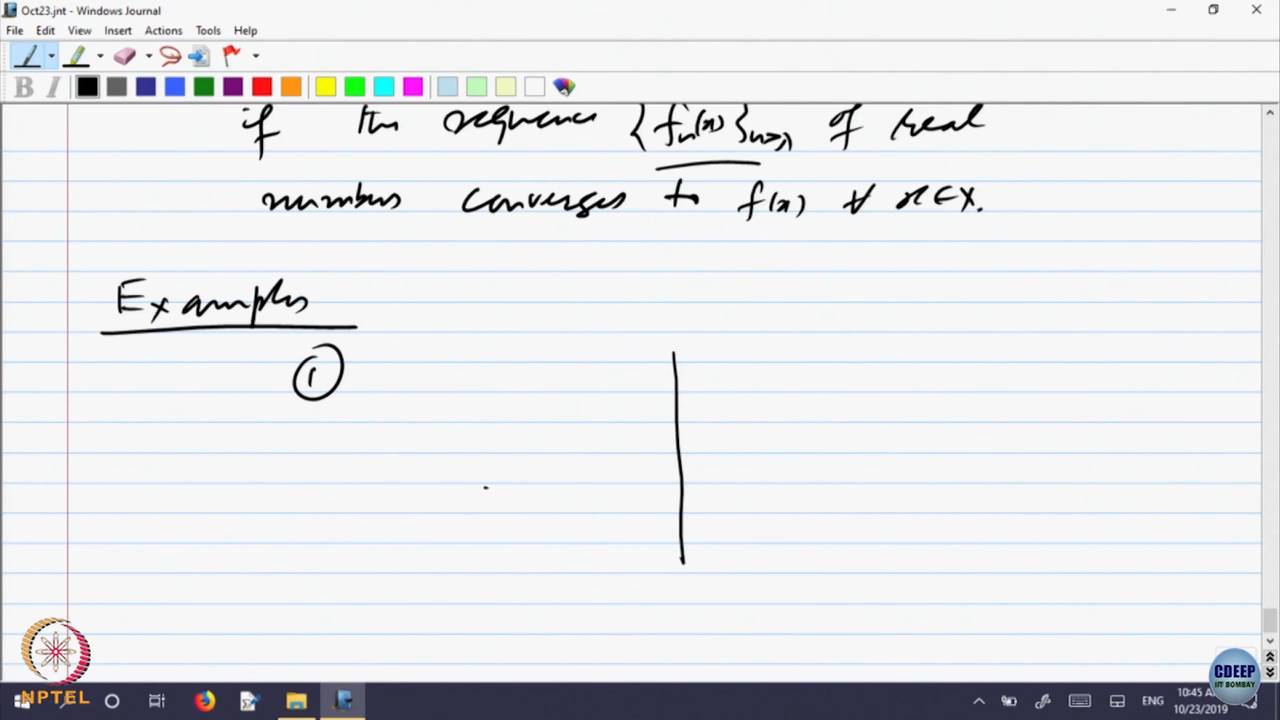 Oct23.jnt - Windows Journal
File Edit View Insert Actions Tools Help
B I
if the sequence {fn(x)}n≥1 of real
numbers converges to f(x) ∀ x∈X.
Examples
①
NPTEL
CDEEP
IIT BOMBAY
ENG
10:45 A
10/23/2019